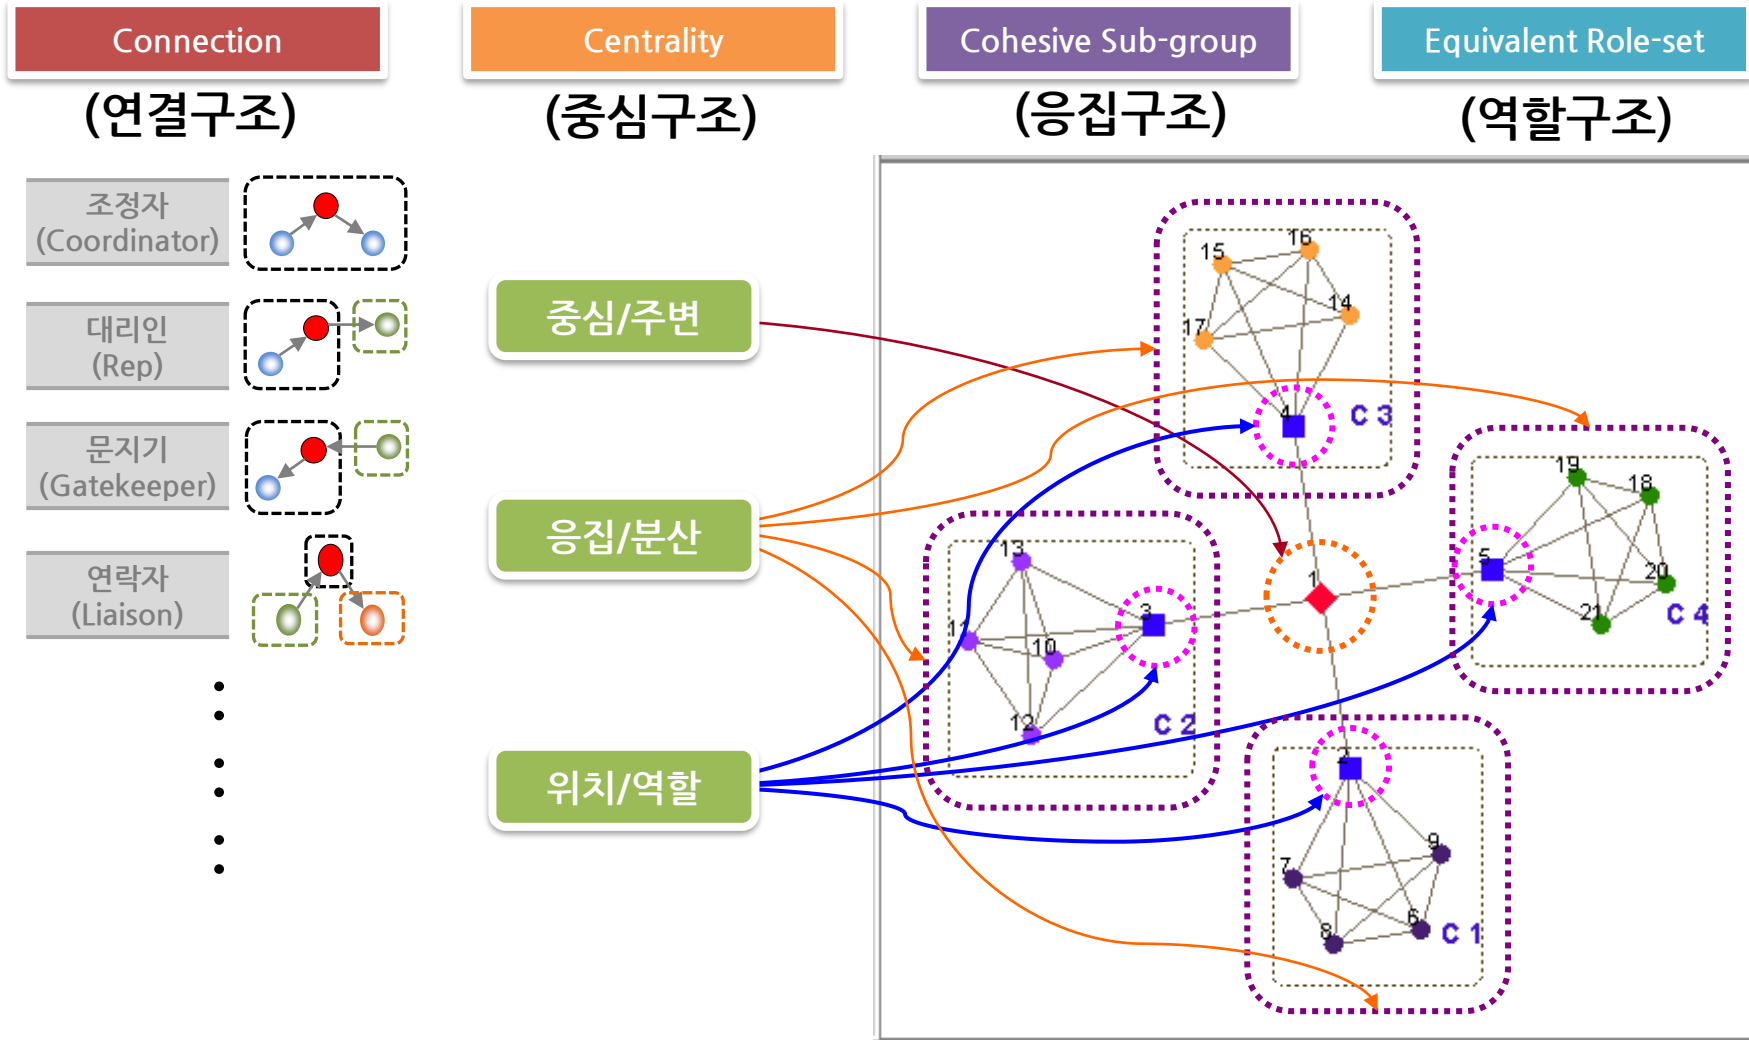 Connection
Centrality
Cohesive Sub-group
Equivalent Role-set
(연결구조)
(중심구조)
(응집구조)
(역할구조)
조정자
(Coordinator)
대리인
(Rep)
문지기
(Gatekeeper)
연락자
(Liaison)
중심/주변
응집/분산
위치/역할
15
16
14
17
4
C 3
19
18
5
20
21
C 4
1
13
3
11
10
12
C 2
2
9
7
6
8
C 1